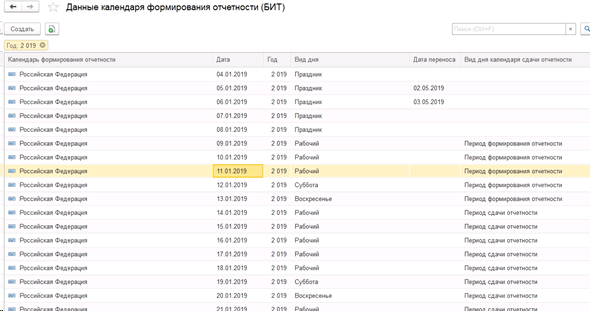 Данные календаря формирования отчетности (БИТ)
Создать Поиск (Ctrl+F)
Год: 2 019
Календарь формирования отчетности Дата Год Вид дня Дата переноса Вид дня календаря сдачи отчетности
Российская Федерация 04.01.2019 2 019 Праздник
Российская Федерация 05.01.2019 2 019 Праздник 02.05.2019
Российская Федерация 06.01.2019 2 019 Праздник 03.05.2019
Российская Федерация 07.01.2019 2 019 Праздник
Российская Федерация 08.01.2019 2 019 Праздник
Российская Федерация 09.01.2019 2 019 Рабочий Период формирования отчетности
Российская Федерация 10.01.2019 2 019 Рабочий Период формирования отчетности
Российская Федерация 11.01.2019 2 019 Рабочий Период формирования отчетности
Российская Федерация 12.01.2019 2 019 Суббота Период формирования отчетности
Российская Федерация 13.01.2019 2 019 Воскресенье Период формирования отчетности
Российская Федерация 14.01.2019 2 019 Рабочий Период сдачи отчетности
Российская Федерация 15.01.2019 2 019 Рабочий Период сдачи отчетности
Российская Федерация 16.01.2019 2 019 Рабочий Период сдачи отчетности
Российская Федерация 17.01.2019 2 019 Рабочий Период сдачи отчетности
Российская Федерация 18.01.2019 2 019 Рабочий Период сдачи отчетности
Российская Федерация 19.01.2019 2 019 Суббота Период сдачи отчетности
Российская Федерация 20.01.2019 2 019 Воскресенье Период сдачи отчетности
Российская Федерация 21.01.2019 2 019 Рабочий Период сдачи отчетности